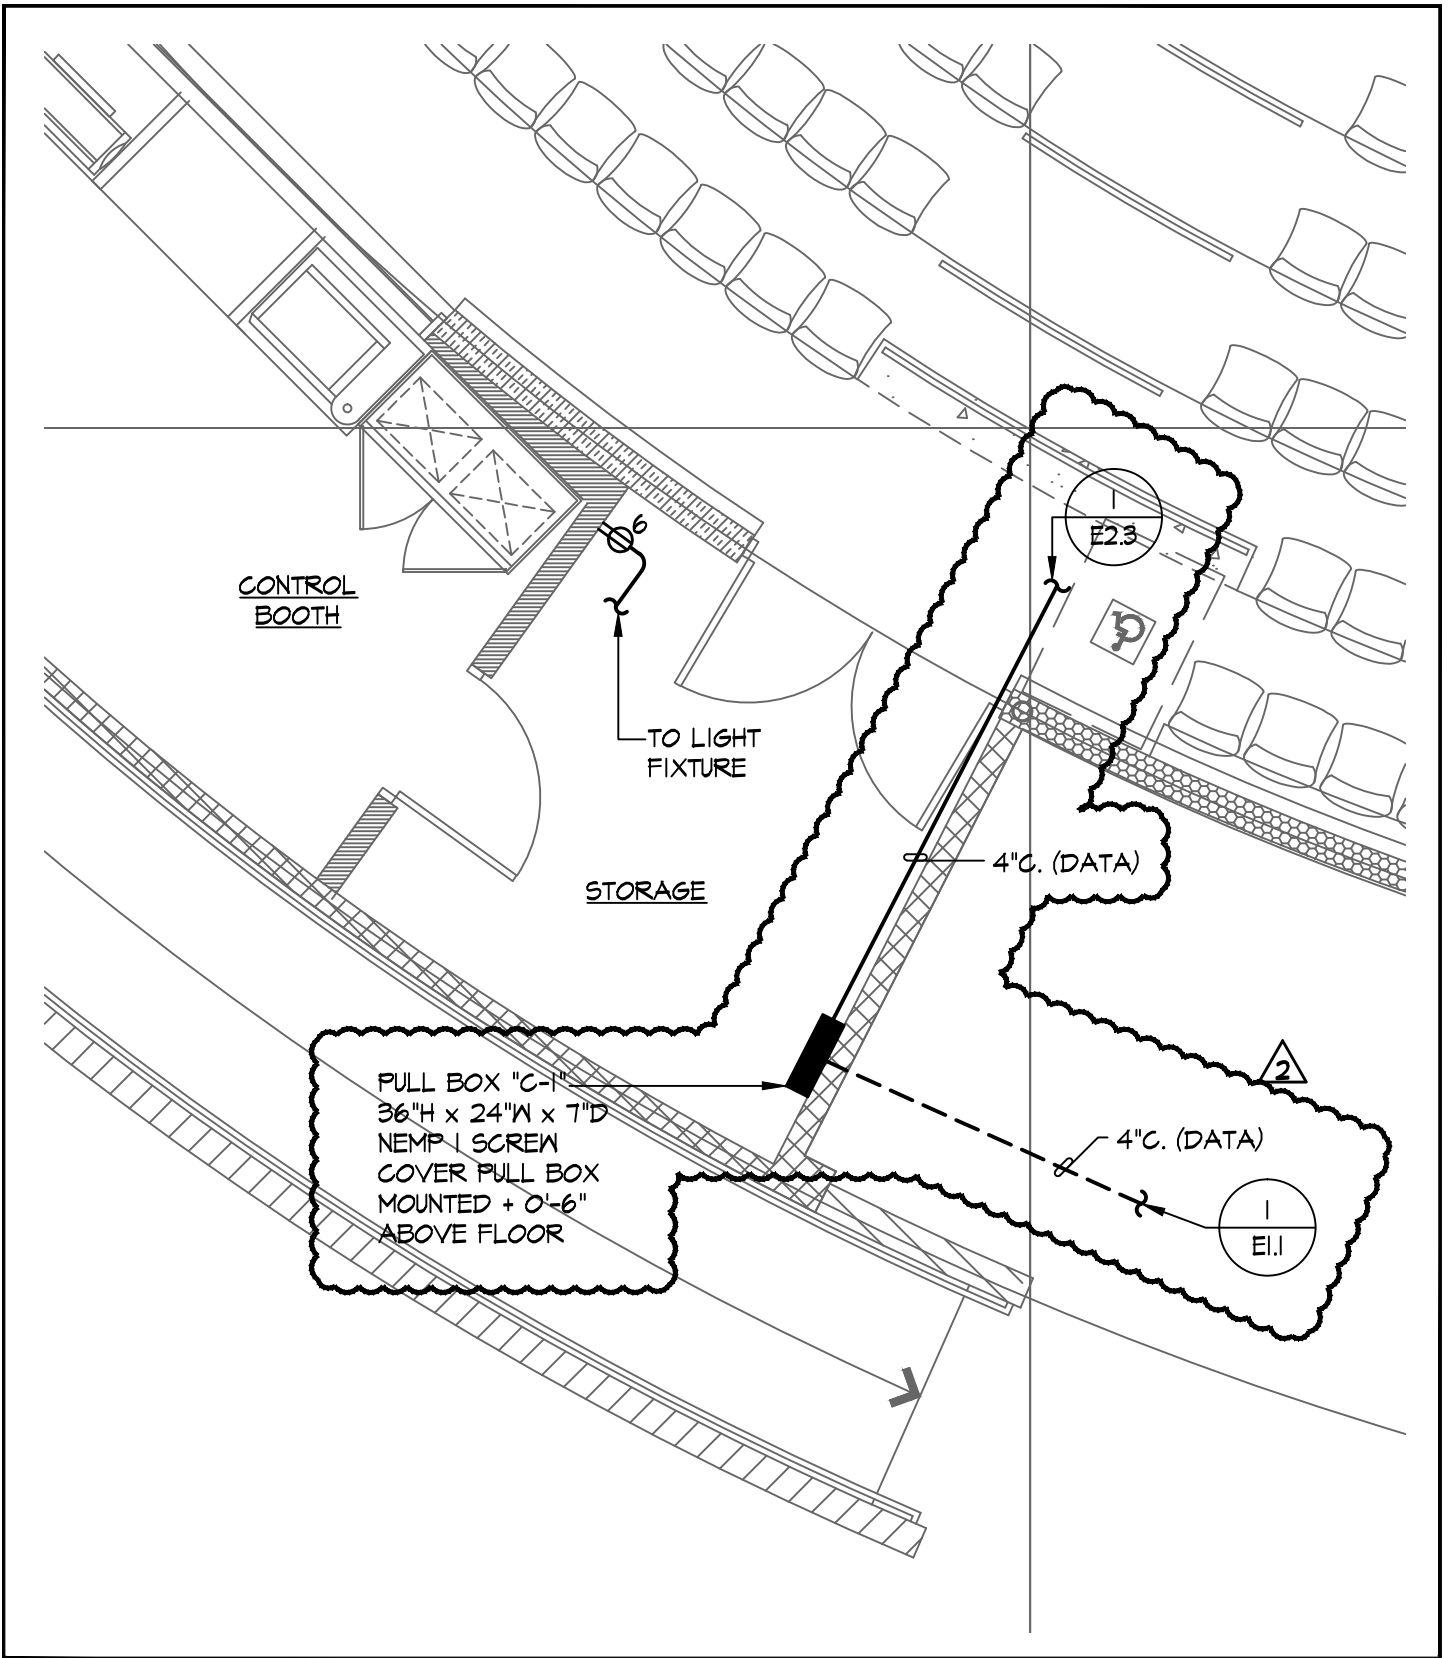 6
1
E2.3
CONTROL
BOOTH
TO LIGHT
FIXTURE
4"C. (DATA)
STORAGE
2
PULL BOX "C-1"
36"H x 24"W x 7"D
NEMP 1 SCREW
COVER PULL BOX
MOUNTED + 0'-6"
ABOVE FLOOR
4"C. (DATA)
1
E1.1